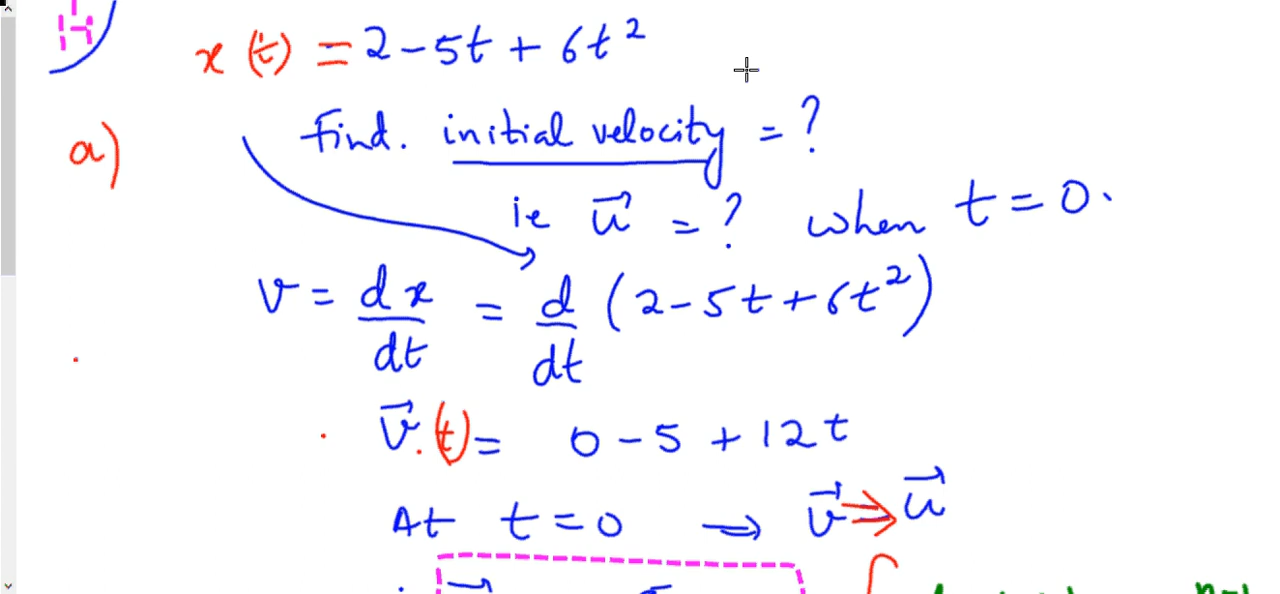 x(t) = 2 - 5t + 6t²
a) Find. initial velocity = ?
ie u⃗ = ? when t = 0.
v = dx/dt = d/dt (2 - 5t + 6t²)
v⃗.(t) = 0 - 5 + 12t
At t = 0 ⇒ v⃗ ⇒ u⃗
n-1